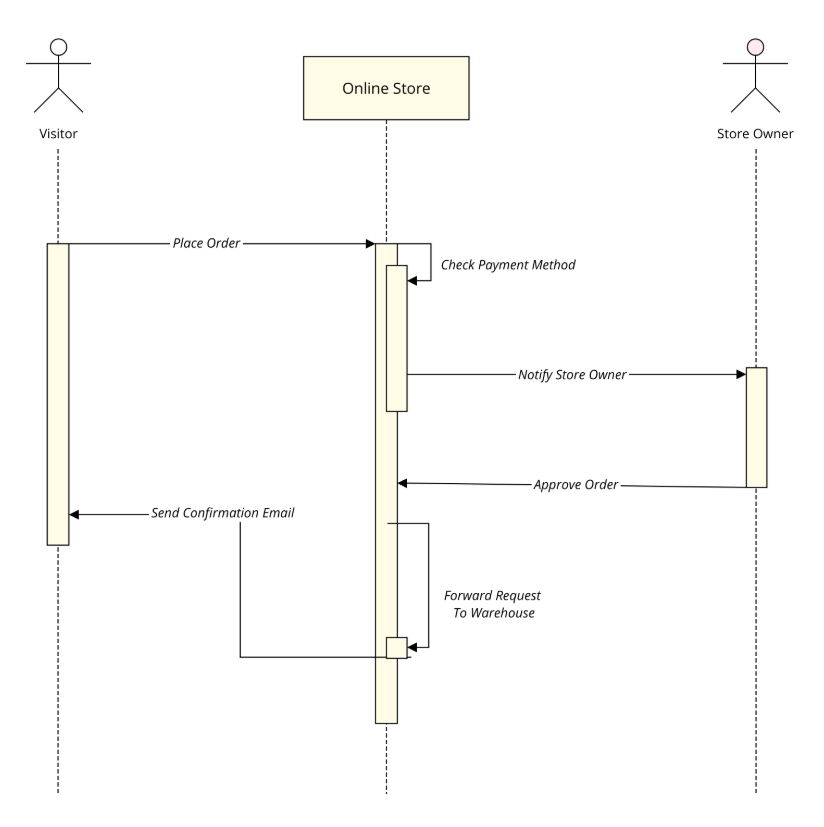 Online Store
Visitor
Store Owner
Place Order
Check Payment Method
Notify Store Owner
Approve Order
Send Confirmation Email
Forward Request
To Warehouse